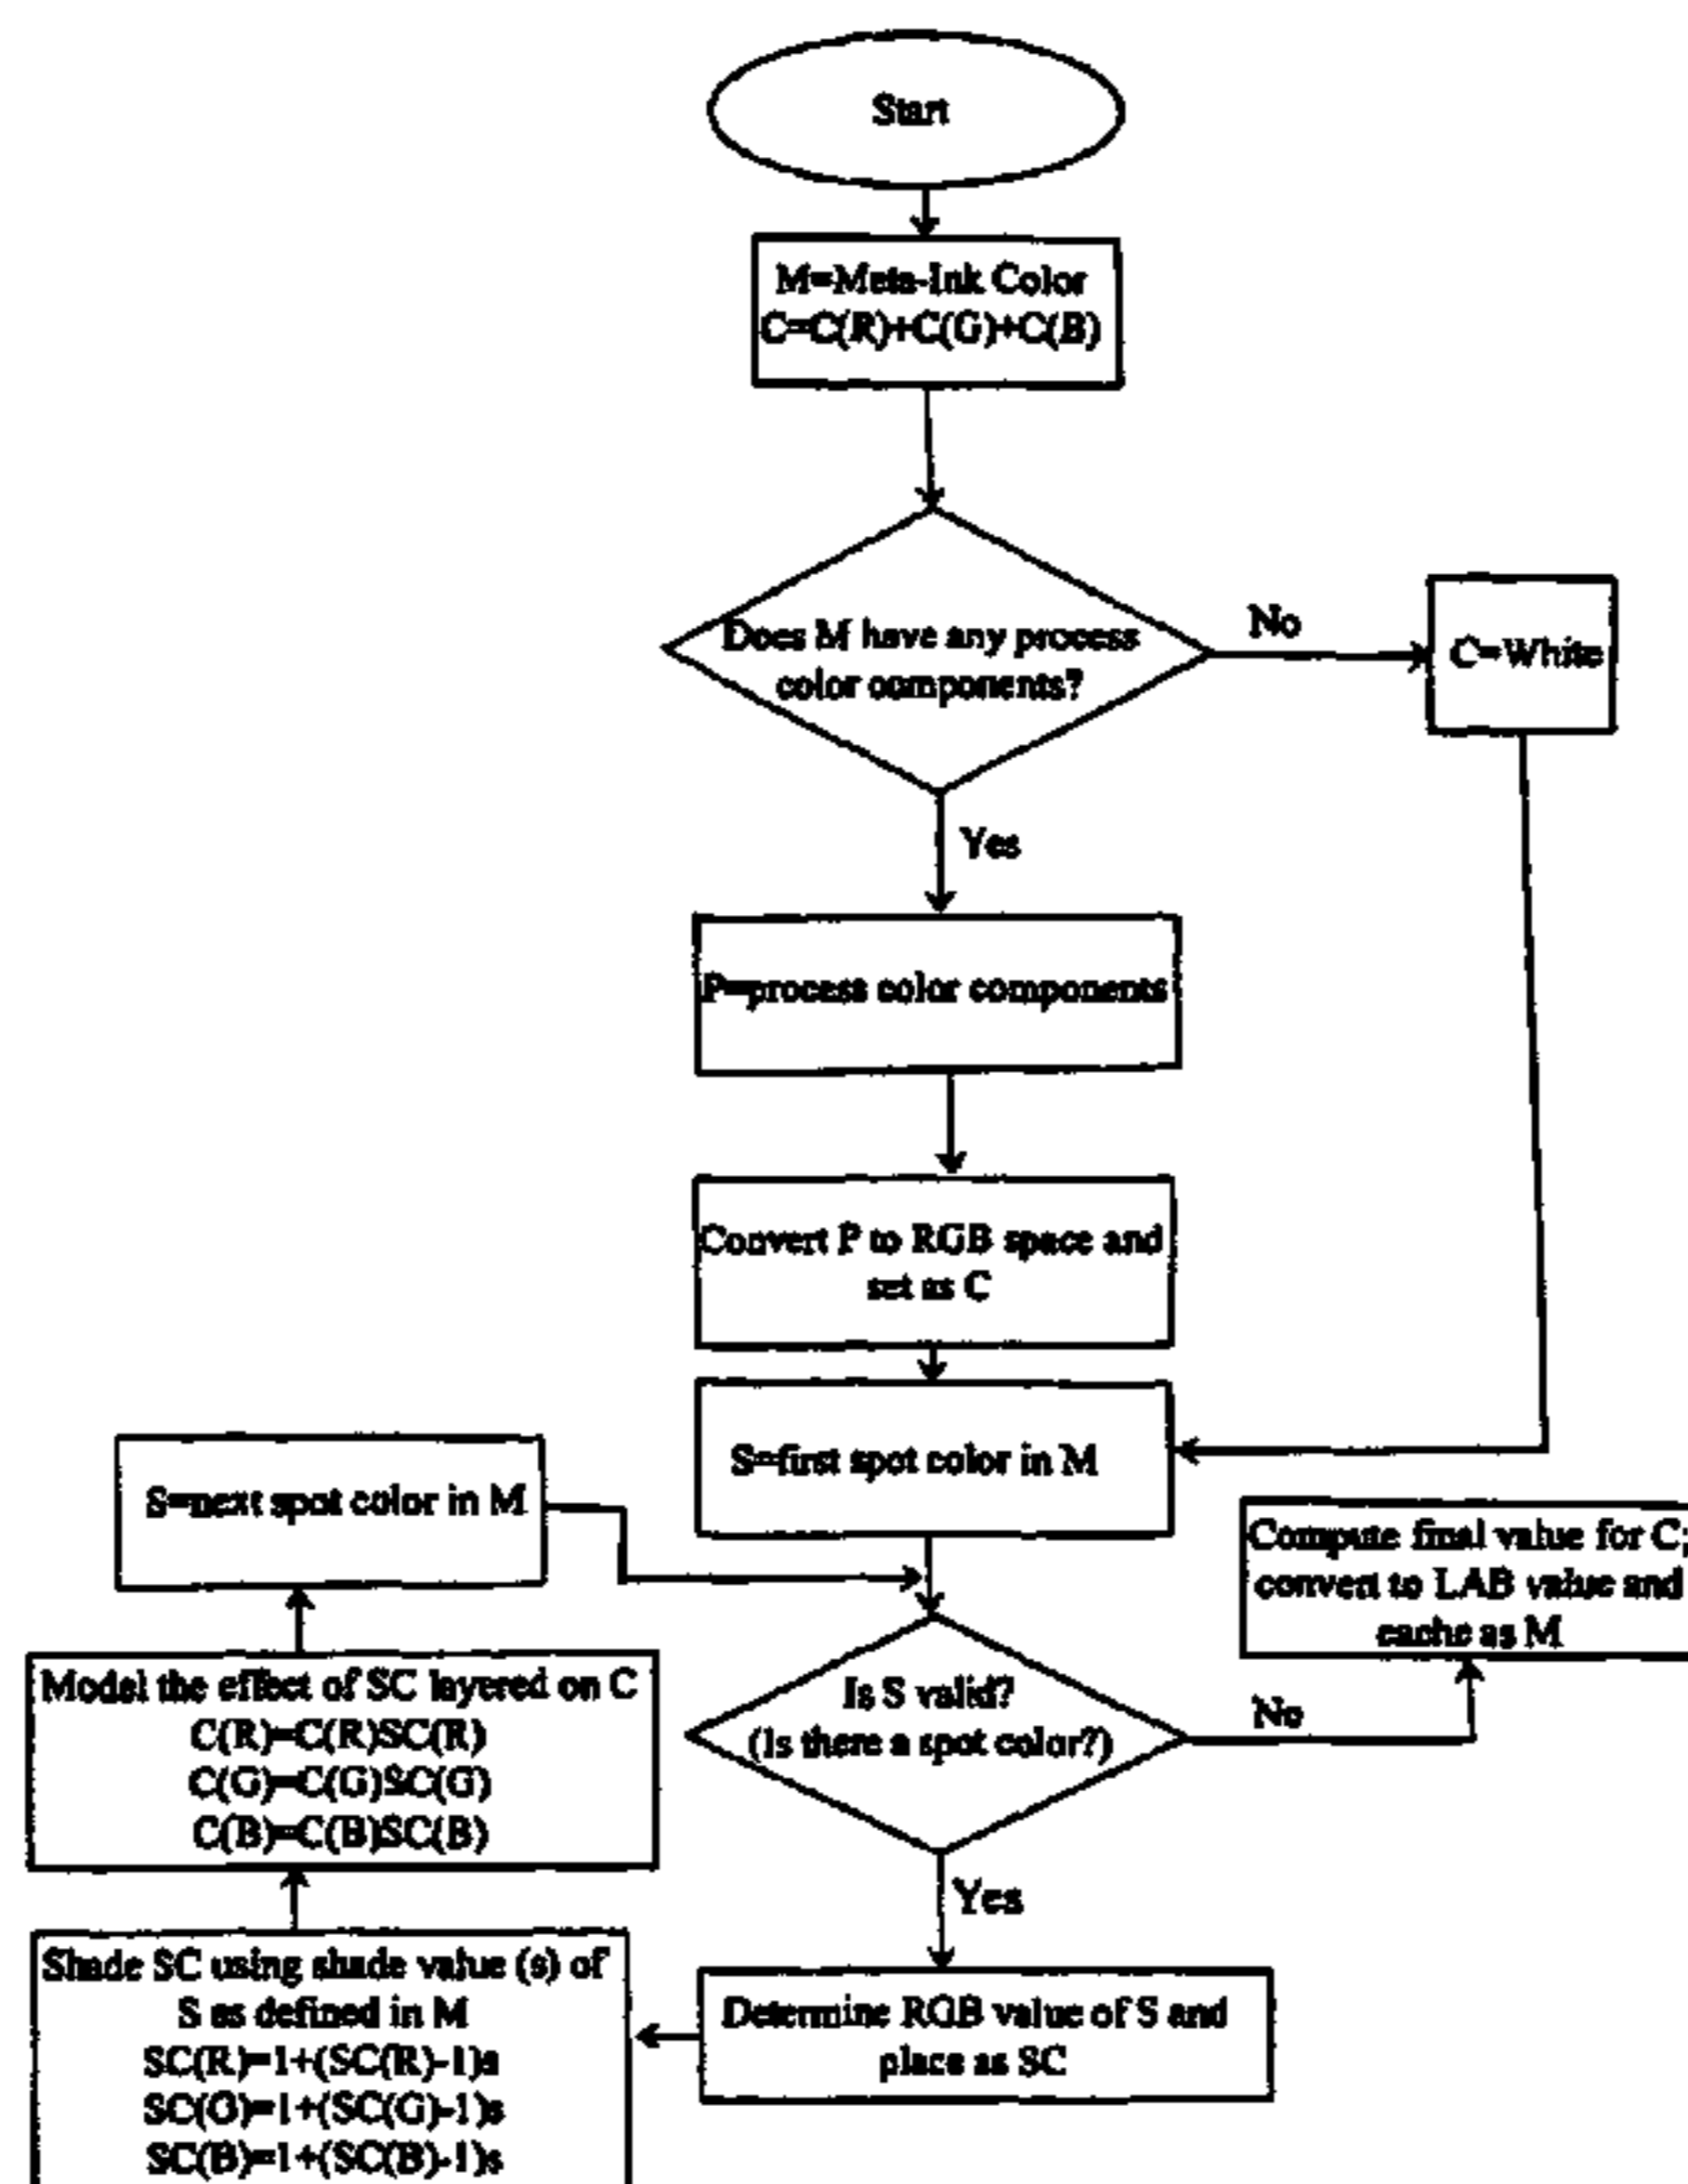 Start
M=Meta-Ink Color
C=C(R)+C(G)+C(B)
Does M have any process
color components?
No
C=White
Yes
P=process color components
Convert P to RGB space and
set as C
S=first spot color in M
S=next spot color in M
Compute final value for C;
convert to LAB value and
cache as M
Is S valid?
(Is there a spot color?)
No
Model the effect of SC layered on C
C(R)=C(R)SC(R)
C(G)=C(G)SC(G)
C(B)=C(B)SC(B)
Yes
Determine RGB value of S and
place as SC
Shade SC using shade value (s) of
S as defined in M
SC(R)=1+(SC(R)-1)s
SC(G)=1+(SC(G)-1)s
SC(B)=1+(SC(B)-1)s